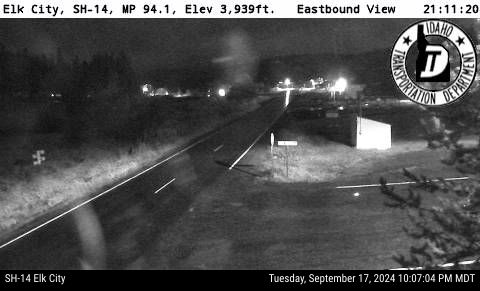 Elk City, SH-14, MP 94.1, Elev 3,939ft. Eastbound View 21:11:20
IDAHO
TRANSPORTATION DEPARTMENT
SH-14 Elk City Tuesday, September 17, 2024 10:07:04 PM MDT